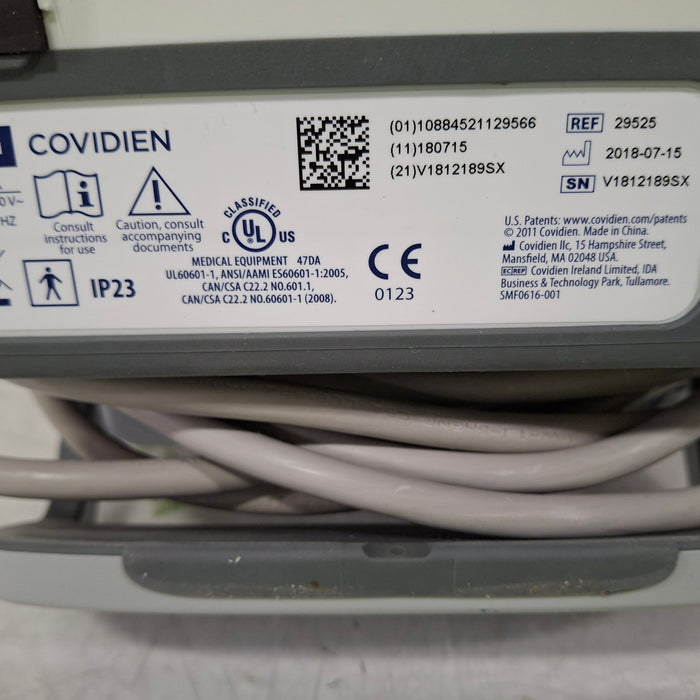 COVIDIEN
(01)10884521129566
(11)180715
(21)V1812189SX
REF 29525
2018-07-15
SN V1812189SX
0V~
HZ
Consult
instructions
for use
Caution, consult
accompanying
documents
CLASSIFIED
C UL US
MEDICAL EQUIPMENT 47DA
UL60601-1, ANSI/AAMI ES60601-1:2005,
CAN/CSA C22.2 NO.601.1,
CAN/CSA C22.2 NO.60601-1 (2008).
IP23
CE
0123
U.S. Patents: www.covidien.com/patents
© 2011 Covidien. Made in China.
Covidien llc, 15 Hampshire Street,
Mansfield, MA 02048 USA.
EC REP Covidien Ireland Limited, IDA
Business & Technology Park, Tullamore.
SMF0616-001